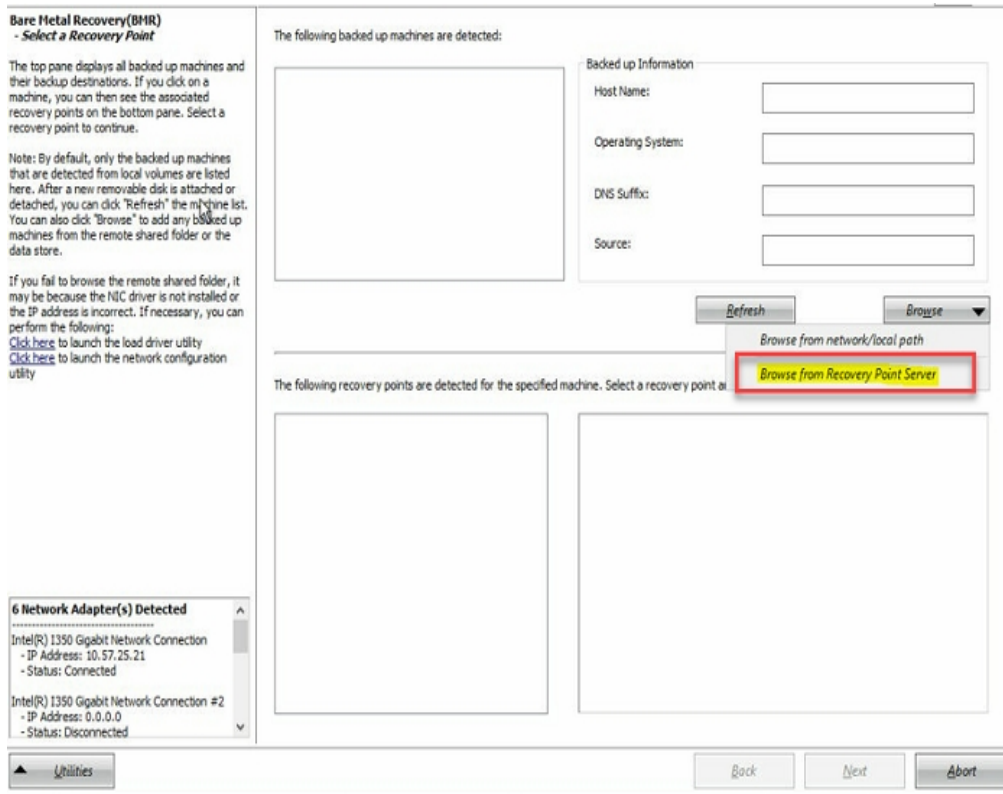 Bare Metal Recovery(BMR)
- Select a Recovery Point
The top pane displays all backed up machines and
their backup destinations. If you click on a
machine, you can then see the associated
recovery points on the bottom pane. Select a
recovery point to continue.
Note: By default, only the backed up machines
that are detected from local volumes are listed
here. After a new removable disk is attached or
detached, you can click "Refresh" the machine list.
You can also click "Browse" to add any backed up
machines from the remote shared folder or the
data store.
If you fail to browse the remote shared folder, it
may be because the NIC driver is not installed or
the IP address is incorrect. If necessary, you can
perform the following:
Click here to launch the load driver utility
Click here to launch the network configuration
utility
6 Network Adapter(s) Detected
------------------------------------
Intel(R) I350 Gigabit Network Connection
- IP Address: 10.57.25.21
- Status: Connected
Intel(R) I350 Gigabit Network Connection #2
- IP Address: 0.0.0.0
- Status: Disconnected
The following backed up machines are detected:
Backed up Information
Host Name:
Operating System:
DNS Suffix:
Source:
Refresh
Browse
Browse from network/local path
Browse from Recovery Point Server
The following recovery points are detected for the specified machine. Select a recovery point
Utilities
Back
Next
Abort